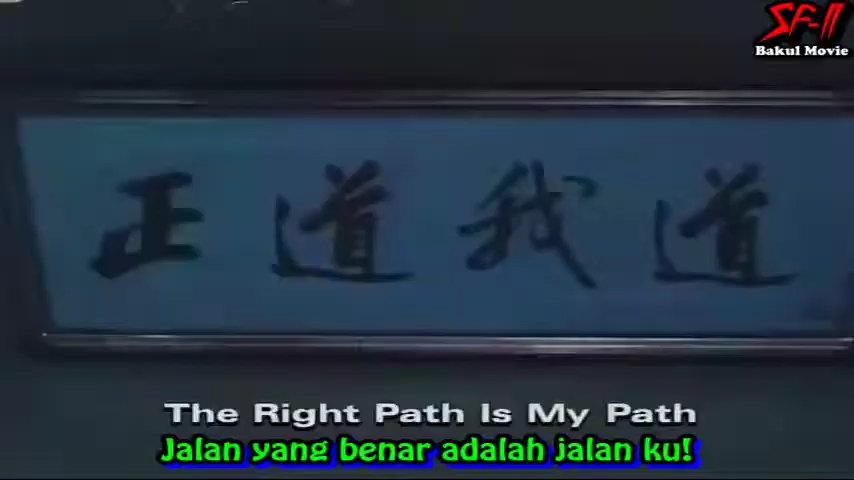 SF-11
Bakul Movie
正道我道
The Right Path Is My Path
Jalan yang benar adalah jalan ku!